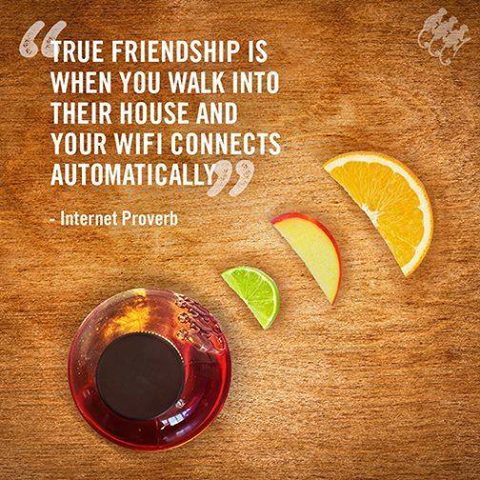 “TRUE FRIENDSHIP IS
WHEN YOU WALK INTO
THEIR HOUSE AND
YOUR WIFI CONNECTS
AUTOMATICALLY”
- Internet Proverb